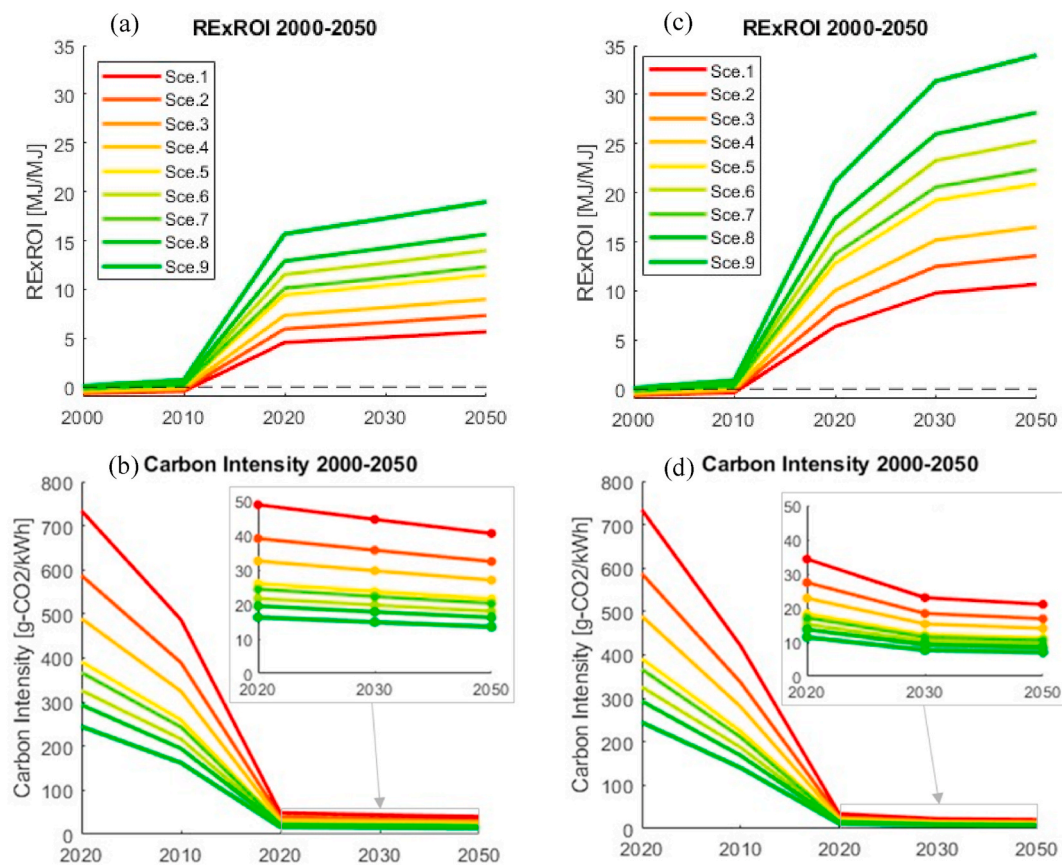 (a)
RExROI 2000-2050
RExROI [MJ/MJ]
35
30
25
20
15
10
5
0
Sce.1
Sce.2
Sce.3
Sce.4
Sce.5
Sce.6
Sce.7
Sce.8
Sce.9
2000 2010 2020 2030 2050
(c)
RExROI 2000-2050
RExROI [MJ/MJ]
35
30
25
20
15
10
5
0
Sce.1
Sce.2
Sce.3
Sce.4
Sce.5
Sce.6
Sce.7
Sce.8
Sce.9
2000 2010 2020 2030 2050
(b) Carbon Intensity 2000-2050
Carbon Intensity [g-CO2/kWh]
800
700
600
500
400
300
200
100
0
50
40
30
20
10
0
2020 2030 2050
2020 2010 2020 2030 2050
(d) Carbon Intensity 2000-2050
Carbon Intensity [g-CO2/kWh]
800
700
600
500
400
300
200
100
0
50
40
30
20
10
0
2020 2030 2050
2020 2010 2020 2030 2050